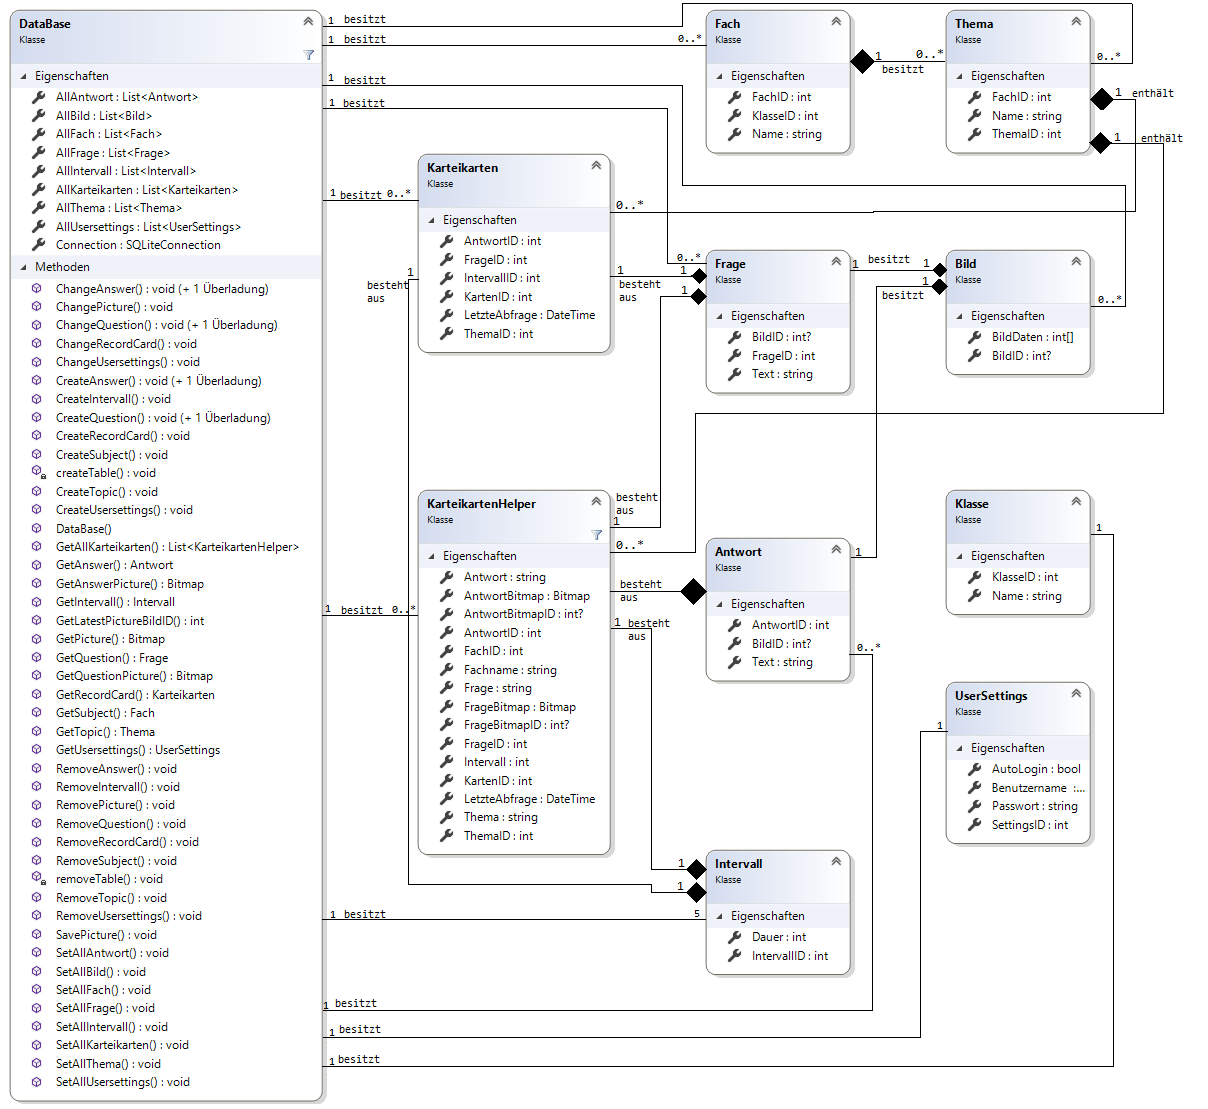 DataBase
Klasse
Eigenschaften
AllAntwort : List<Antwort>
AllBild : List<Bild>
AllFach : List<Fach>
AllFrage : List<Frage>
AllIntervall : List<Intervall>
AllKarteikarten : List<Karteikarten>
AllThema : List<Thema>
AllUsersettings : List<UserSettings>
Connection : SQLiteConnection
Methoden
ChangeAnswer() : void (+ 1 Überladung)
ChangePicture() : void
ChangeQuestion() : void (+ 1 Überladung)
ChangeRecordCard() : void
ChangeUsersettings() : void
CreateAnswer() : void (+ 1 Überladung)
CreateIntervall() : void
CreateQuestion() : void (+ 1 Überladung)
CreateRecordCard() : void
CreateSubject() : void
createTable() : void
CreateTopic() : void
CreateUsersettings() : void
DataBase()
GetAllKarteikarten() : List<KarteikartenHelper>
GetAnswer() : Antwort
GetAnswerPicture() : Bitmap
GetIntervall() : Intervall
GetLatestPictureBildID() : int
GetPicture() : Bitmap
GetQuestion() : Frage
GetQuestionPicture() : Bitmap
GetRecordCard() : Karteikarten
GetSubject() : Fach
GetTopic() : Thema
GetUsersettings() : UserSettings
RemoveAnswer() : void
RemoveIntervall() : void
RemovePicture() : void
RemoveQuestion() : void
RemoveRecordCard() : void
RemoveSubject() : void
removeTable() : void
RemoveTopic() : void
RemoveUsersettings() : void
SavePicture() : void
SetAllAntwort() : void
SetAllBild() : void
SetAllFach() : void
SetAllFrage() : void
SetAllIntervall() : void
SetAllKarteikarten() : void
SetAllThema() : void
SetAllUsersettings() : void
1 besitzt
1 besitzt
0..*
1 besitzt
1 besitzt
1 besitzt 0..*
1 besitzt 0..*
1 besitzt
5
1 besitzt
1 besitzt
1 besitzt
Karteikarten
Klasse
Eigenschaften
AntwortID : int
FrageID : int
IntervallID : int
KartenID : int
LetzteAbfrage : DateTime
ThemaID : int
0..*
1
besteht
aus
1
besteht
aus
1
0..*
1
KarteikartenHelper
Klasse
Eigenschaften
Antwort : string
AntwortBitmap : Bitmap
AntwortBitmapID : int?
AntwortID : int
FachID : int
Fachname : string
Frage : string
FrageBitmap : Bitmap
FrageBitmapID : int?
FrageID : int
Intervall : int
KartenID : int
LetzteAbfrage : DateTime
Thema : string
ThemaID : int
besteht
aus
1
0..*
besteht
aus
1 besteht
aus
1
1
Fach
Klasse
Eigenschaften
FachID : int
KlasseID : int
Name : string
1
0..*
besitzt
Thema
Klasse
Eigenschaften
FachID : int
Name : string
ThemaID : int
0..*
1 enthält
1 enthält
Frage
Klasse
Eigenschaften
BildID : int?
FrageID : int
Text : string
1 besitzt 1
1
besitzt
Bild
Klasse
Eigenschaften
BildDaten : int[]
BildID : int?
0..*
Antwort
Klasse
Eigenschaften
AntwortID : int
BildID : int?
Text : string
1
0..*
Klasse
Klasse
Eigenschaften
KlasseID : int
Name : string
1
UserSettings
Klasse
Eigenschaften
AutoLogin : bool
Benutzername :...
Passwort : string
SettingsID : int
1
Intervall
Klasse
Eigenschaften
Dauer : int
IntervallID : int